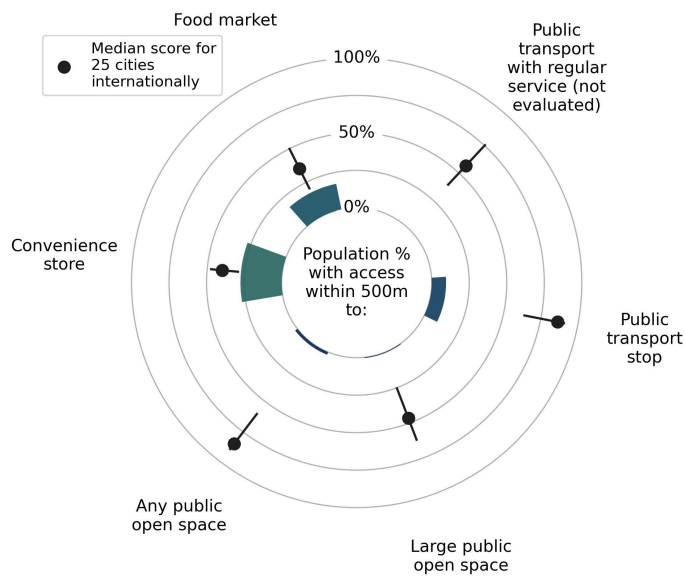 Food market
Median score for
25 cities
internationally
Public
transport
with regular
service (not
evaluated)
100%
50%
0%
Population %
with access
within 500m
to:
Convenience
store
Public
transport
stop
Any public
open space
Large public
open space